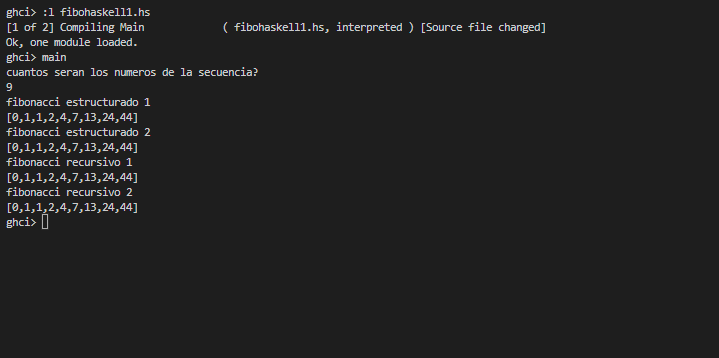 ghci> :l fibohaskell1.hs
[1 of 2] Compiling Main             ( fibohaskell1.hs, interpreted ) [Source file changed]
Ok, one module loaded.
ghci> main
cuantos seran los numeros de la secuencia?
9
fibonacci estructurado 1
[0,1,1,2,4,7,13,24,44]
fibonacci estructurado 2
[0,1,1,2,4,7,13,24,44]
fibonacci recursivo 1
[0,1,1,2,4,7,13,24,44]
fibonacci recursivo 2
[0,1,1,2,4,7,13,24,44]
ghci>